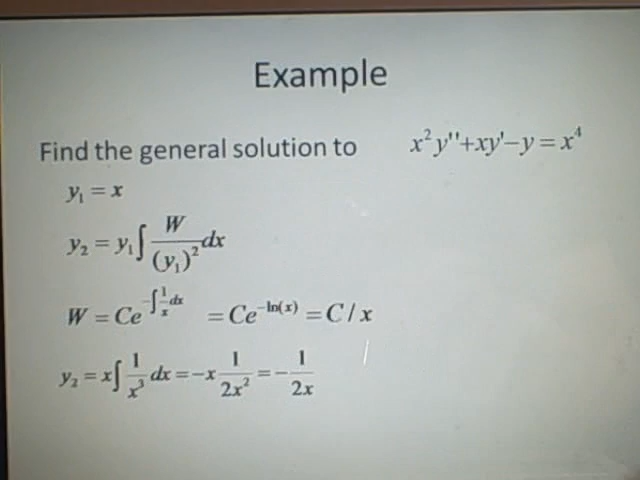 Example
Find the general solution to x²y''+xy'−y = x⁴
y₁ = x
y₂ = y₁∫ W/(y₁)² dx
W = Ce^(−∫1/x dx) = Ce^(−ln(x)) = C / x
y₂ = x∫ 1/x³ dx = −x 1/2x² = − 1/2x